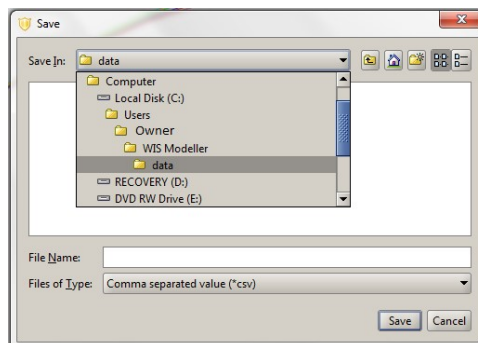 Save
Save In: data
Computer
Local Disk (C:)
Users
Owner
WIS Modeller
data
RECOVERY (D:)
DVD RW Drive (E:)
File Name:
Files of Type: Comma separated value (*csv)
Save Cancel